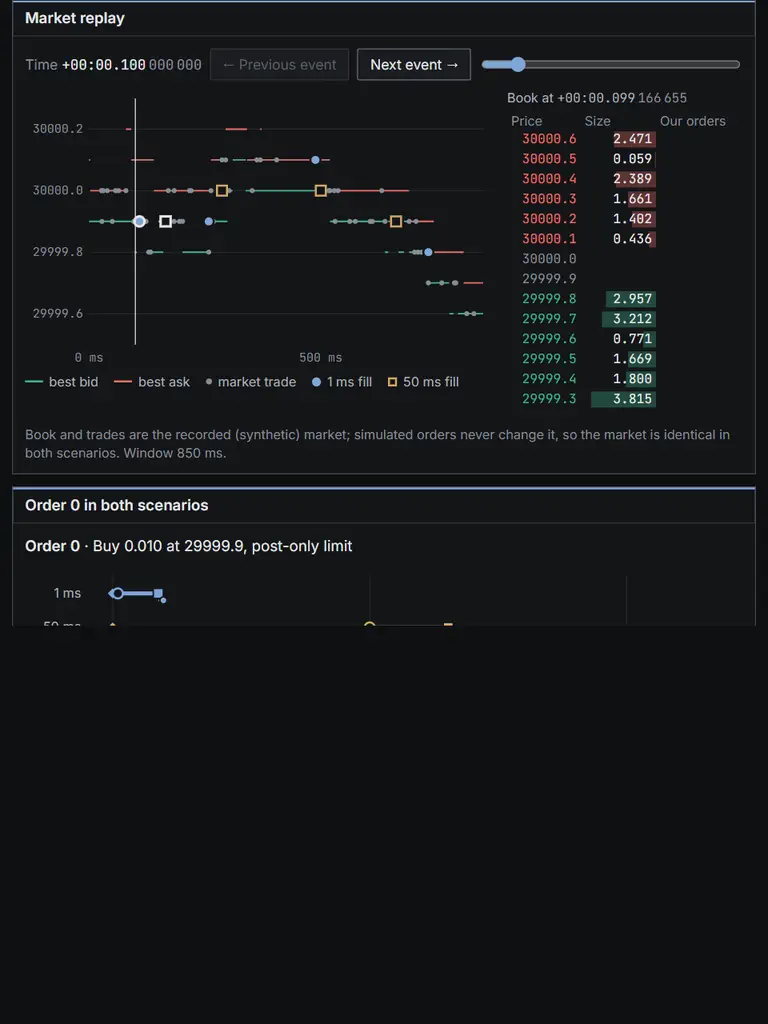 Market replay
Time +00:00.100 000 000 ← Previous event Next event →
Book at +00:00.099 166 655
Price Size Our orders
30000.2
30000.0
29999.8
29999.6
0 ms 500 ms
best bid best ask market trade 1 ms fill 50 ms fill
30000.6 2.471
30000.5 0.059
30000.4 2.389
30000.3 1.661
30000.2 1.402
30000.1 0.436
30000.0
29999.9
29999.8 2.957
29999.7 3.212
29999.6 0.771
29999.5 1.669
29999.4 1.800
29999.3 3.815
Book and trades are the recorded (synthetic) market; simulated orders never change it, so the market is identical in
both scenarios. Window 850 ms.
Order 0 in both scenarios
Order 0 · Buy 0.010 at 29999.9, post-only limit
1 ms
50 ms